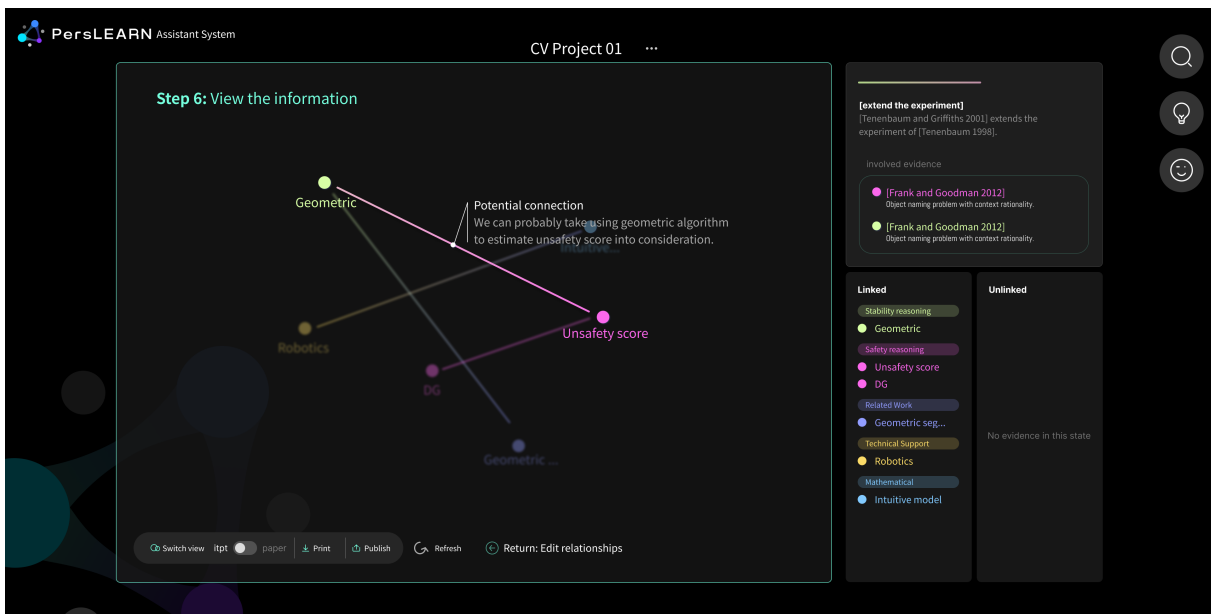 PersLEARN Assistant System
CV Project 01
Step 6: View the information
Geometric
Potential connection
We can probably take using geometric algorithm
to estimate unsafety score into consideration.
Intuitive...
Unsafety score
Robotics
DG
Geometric ...
Switch view
itpt
paper
Print
Publish
Refresh
Return: Edit relationships
[extend the experiment]
[Tenenbaum and Griffiths 2001] extends the
experiment of [Tenenbaum 1998].
involved evidence
[Frank and Goodman 2012]
Object naming problem with context rationality.
[Frank and Goodman 2012]
Object naming problem with context rationality.
Linked
Stability reasoning
Geometric
Safety reasoning
Unsafety score
DG
Related Work
Geometric seg...
Technical Support
Robotics
Mathematical
Intuitive model
Unlinked
No evidence in this state